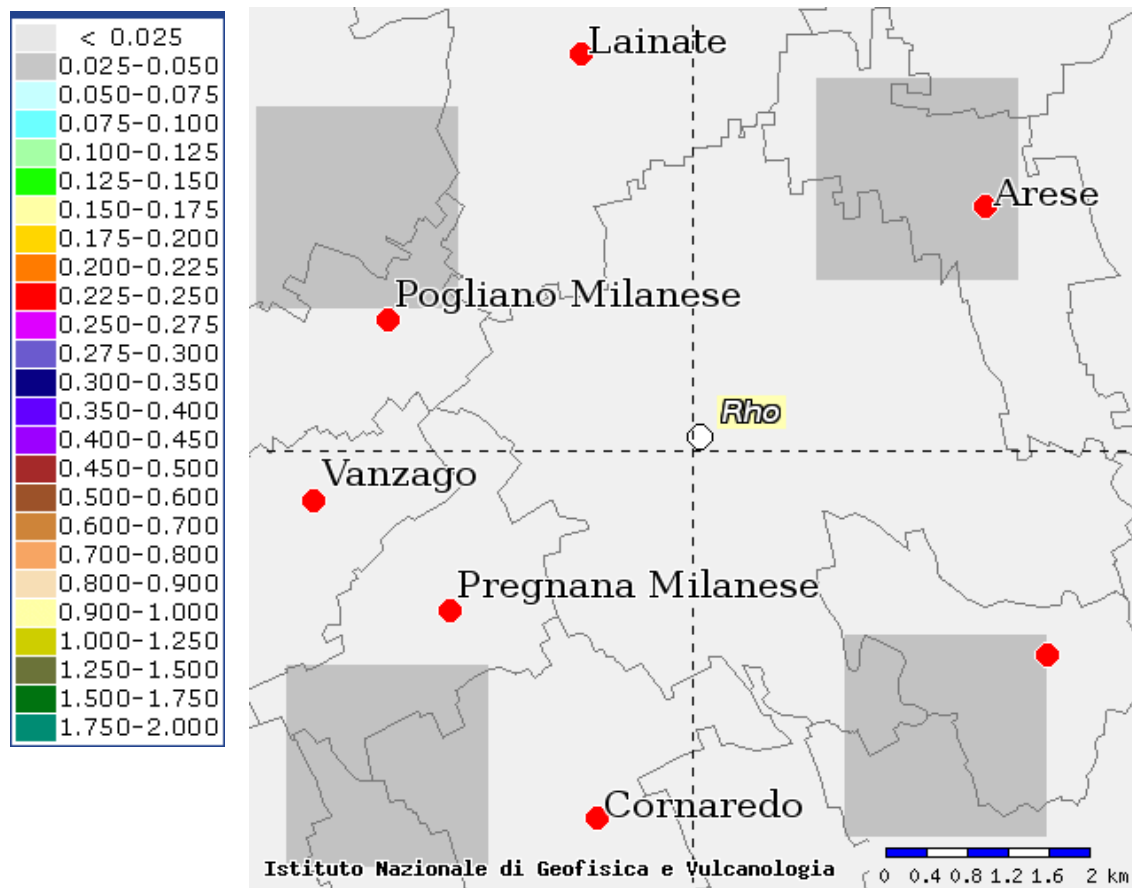 < 0.025
0.025-0.050
0.050-0.075
0.075-0.100
0.100-0.125
0.125-0.150
0.150-0.175
0.175-0.200
0.200-0.225
0.225-0.250
0.250-0.275
0.275-0.300
0.300-0.350
0.350-0.400
0.400-0.450
0.450-0.500
0.500-0.600
0.600-0.700
0.700-0.800
0.800-0.900
0.900-1.000
1.000-1.250
1.250-1.500
1.500-1.750
1.750-2.000
Lainate
Arese
Pogliano Milanese
Rho
Vanzago
Pregnana Milanese
Cornaredo
Istituto Nazionale di Geofisica e Vulcanologia
0 0.4 0.8 1.2 1.6 2 km